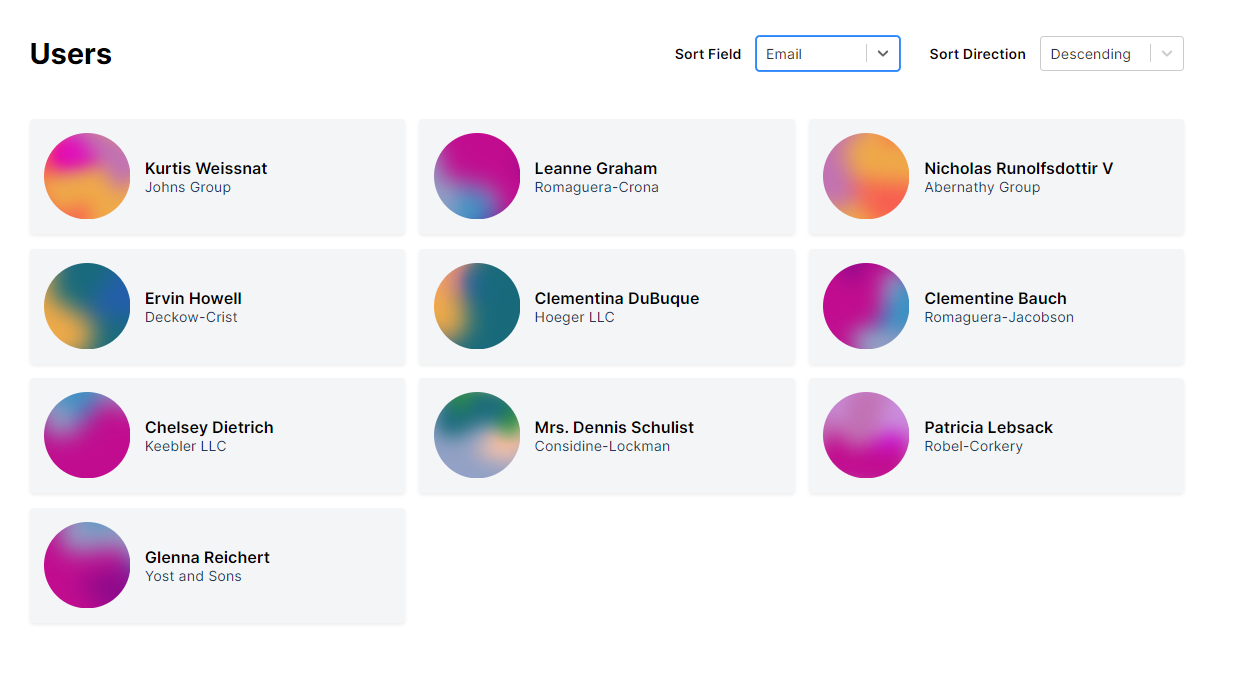 Users
Sort Field
Email
Sort Direction
Descending
Kurtis Weissnat
Johns Group
Leanne Graham
Romaguera-Crona
Nicholas Runolfsdottir V
Abernathy Group
Ervin Howell
Deckow-Crist
Clementina DuBuque
Hoeger LLC
Clementine Bauch
Romaguera-Jacobson
Chelsey Dietrich
Keebler LLC
Mrs. Dennis Schulist
Considine-Lockman
Patricia Lebsack
Robel-Corkery
Glenna Reichert
Yost and Sons